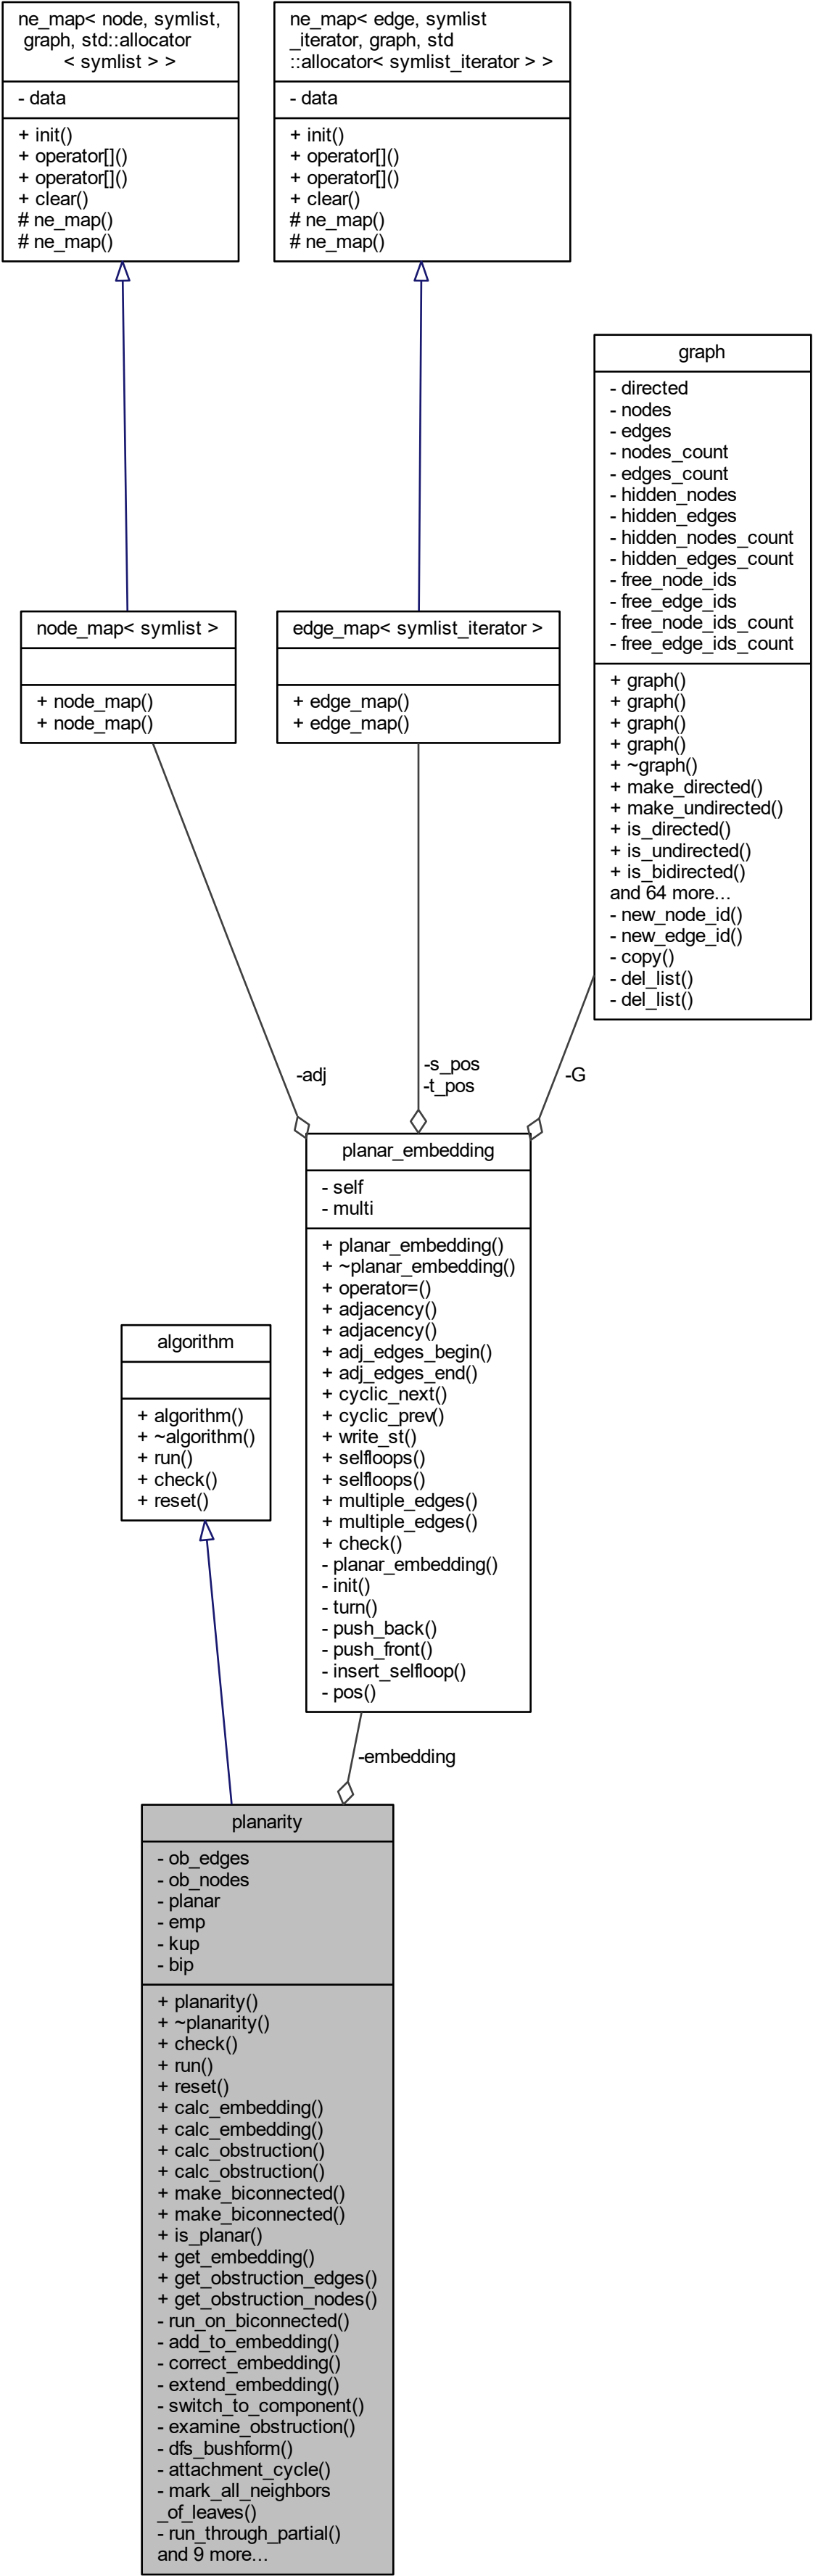 ne_map< node, symlist,
graph, std::allocator
< symlist > >
- data
+ init()
+ operator[]()
+ operator[]()
+ clear()
# ne_map()
# ne_map()
ne_map< edge, symlist
_iterator, graph, std
::allocator< symlist_iterator > >
- data
+ init()
+ operator[]()
+ operator[]()
+ clear()
# ne_map()
# ne_map()
graph
- directed
- nodes
- edges
- nodes_count
- edges_count
- hidden_nodes
- hidden_edges
- hidden_nodes_count
- hidden_edges_count
- free_node_ids
- free_edge_ids
- free_node_ids_count
- free_edge_ids_count
+ graph()
+ graph()
+ graph()
+ graph()
+ ~graph()
+ make_directed()
+ make_undirected()
+ is_directed()
+ is_undirected()
+ is_bidirected()
and 64 more...
- new_node_id()
- new_edge_id()
- copy()
- del_list()
- del_list()
node_map< symlist >
+ node_map()
+ node_map()
edge_map< symlist_iterator >
+ edge_map()
+ edge_map()
-adj
-s_pos
-t_pos
-G
planar_embedding
- self
- multi
+ planar_embedding()
+ ~planar_embedding()
+ operator=()
+ adjacency()
+ adjacency()
+ adj_edges_begin()
+ adj_edges_end()
+ cyclic_next()
+ cyclic_prev()
+ write_st()
+ selfloops()
+ selfloops()
+ multiple_edges()
+ multiple_edges()
+ check()
- planar_embedding()
- init()
- turn()
- push_back()
- push_front()
- insert_selfloop()
- pos()
algorithm
+ algorithm()
+ ~algorithm()
+ run()
+ check()
+ reset()
-embedding
planarity
- ob_edges
- ob_nodes
- planar
- emp
- kup
- bip
+ planarity()
+ ~planarity()
+ check()
+ run()
+ reset()
+ calc_embedding()
+ calc_embedding()
+ calc_obstruction()
+ calc_obstruction()
+ make_biconnected()
+ make_biconnected()
+ is_planar()
+ get_embedding()
+ get_obstruction_edges()
+ get_obstruction_nodes()
- run_on_biconnected()
- add_to_embedding()
- correct_embedding()
- extend_embedding()
- switch_to_component()
- examine_obstruction()
- dfs_bushform()
- attachment_cycle()
- mark_all_neighbors
_of_leaves()
- run_through_partial()
and 9 more...